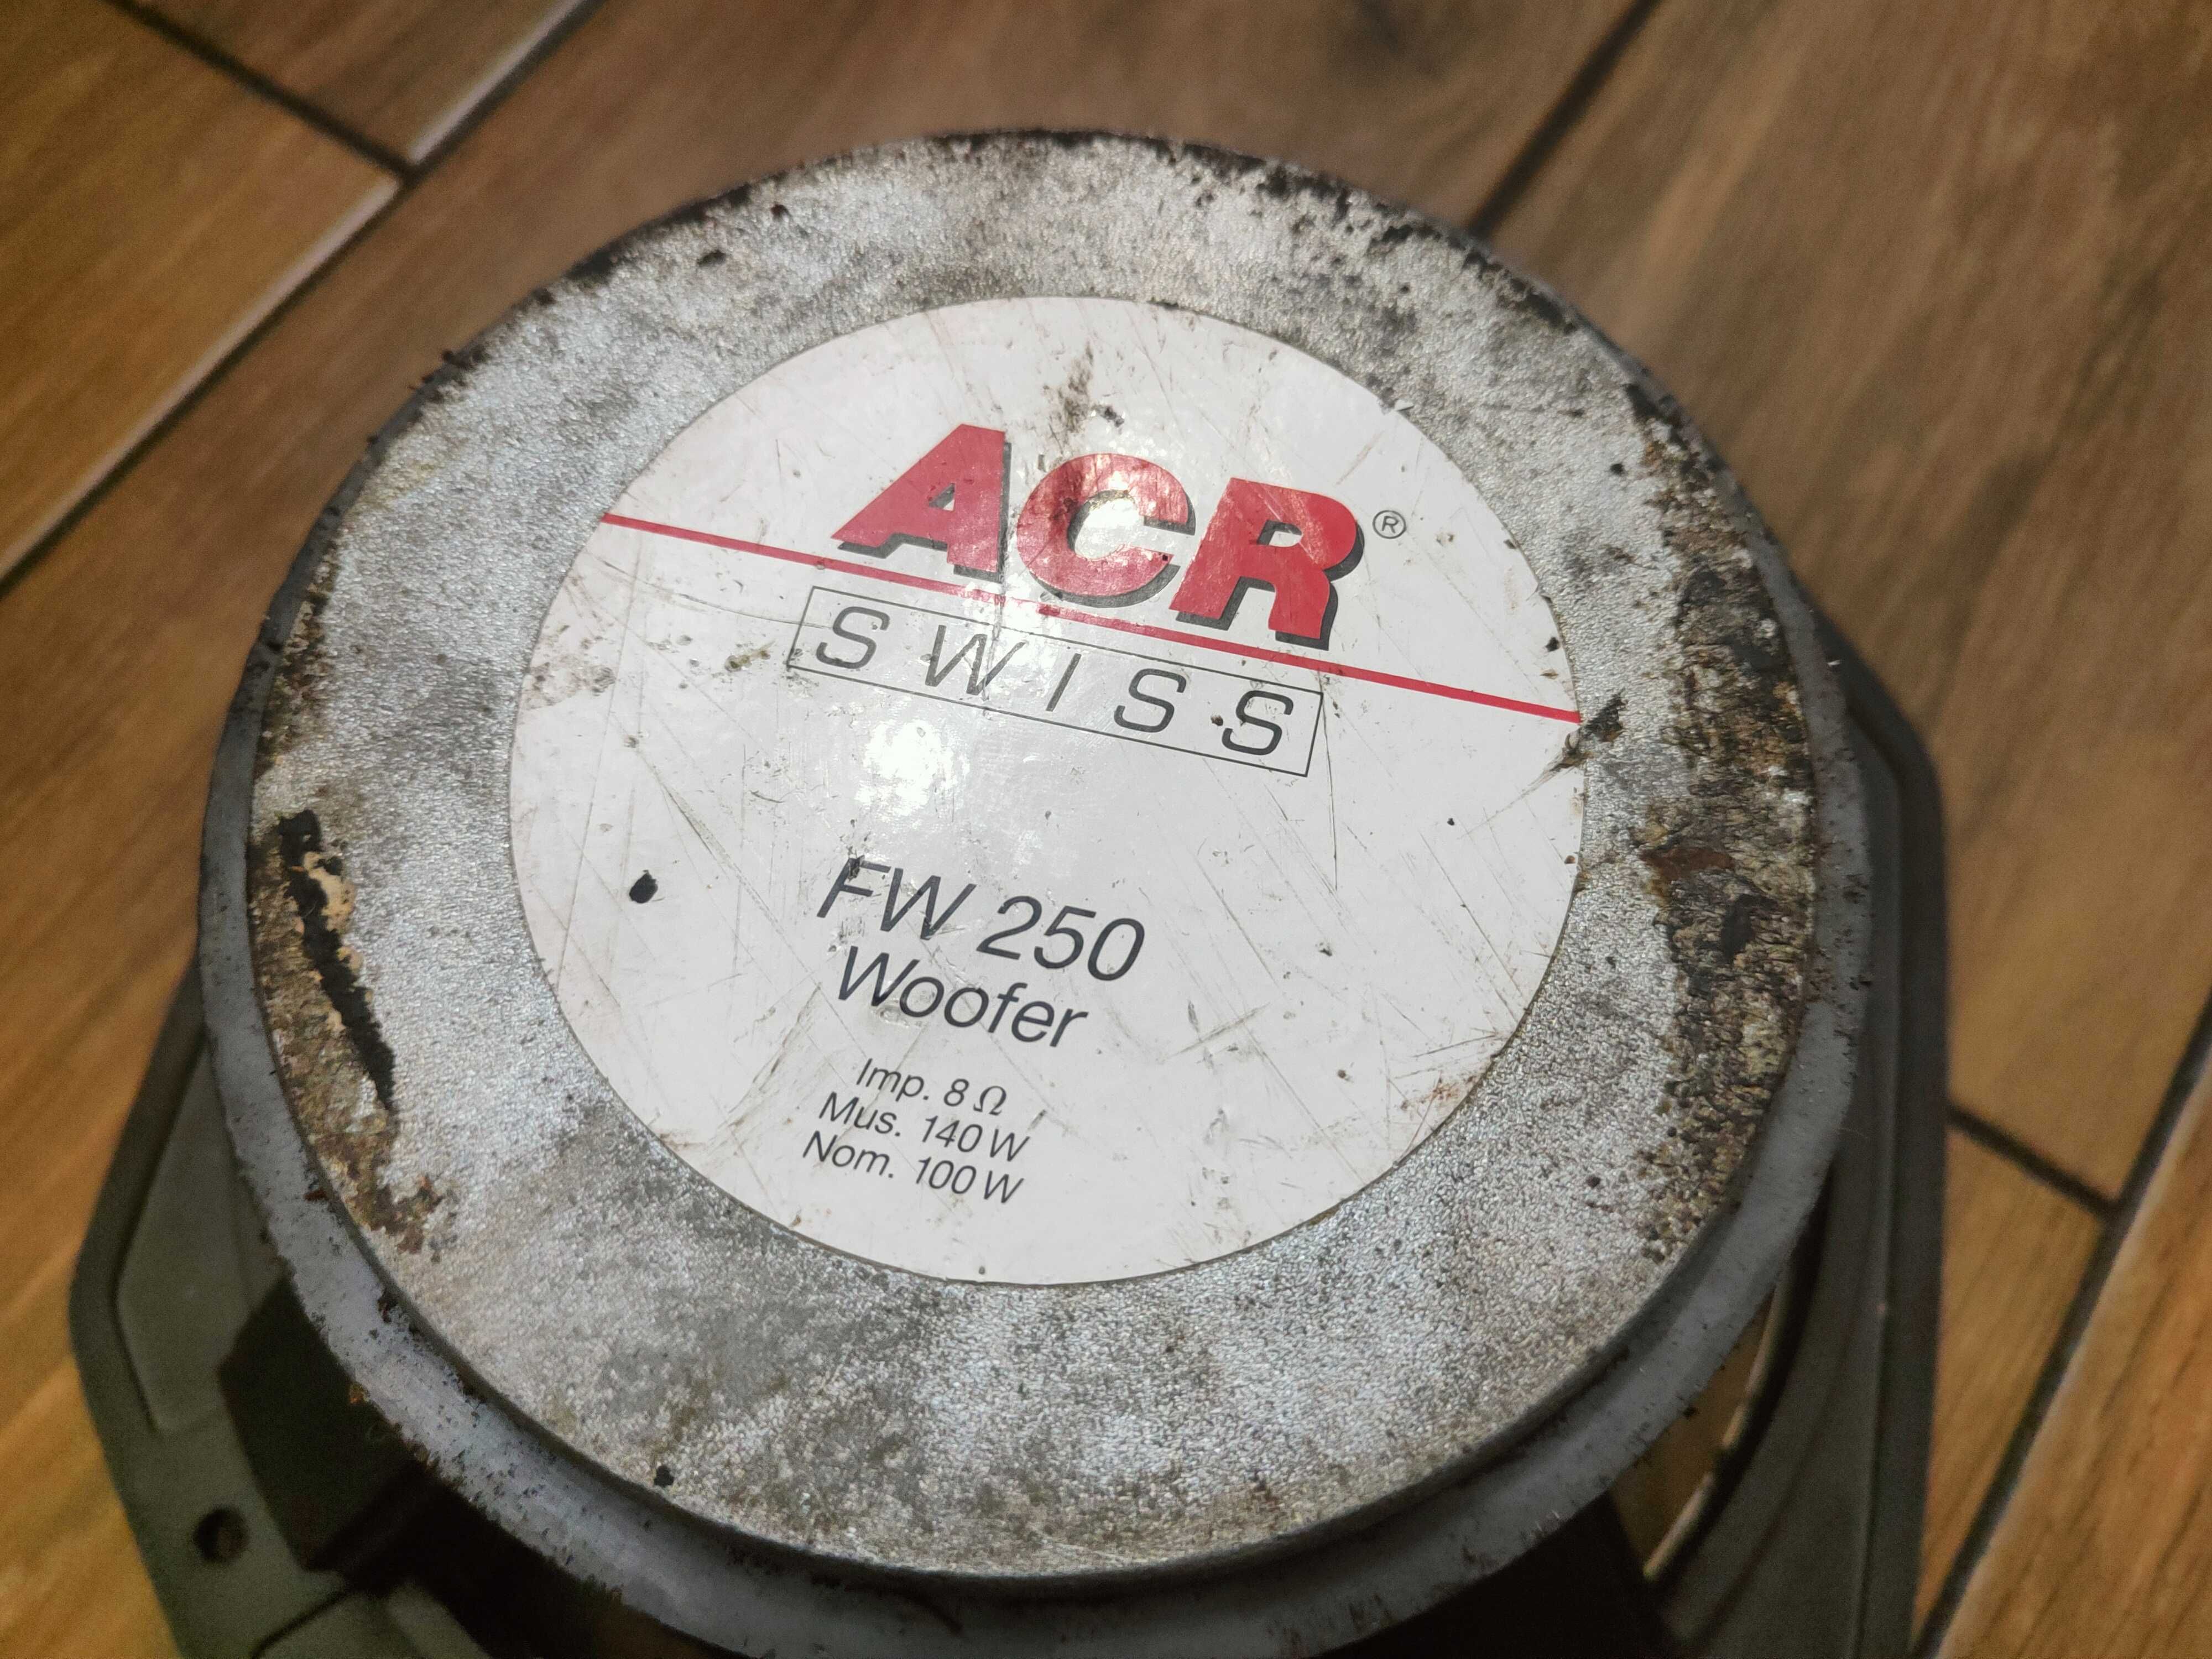 ACR®
SWISS
FW 250
Woofer
Imp. 8 Ω
Mus. 140 W
Nom. 100 W